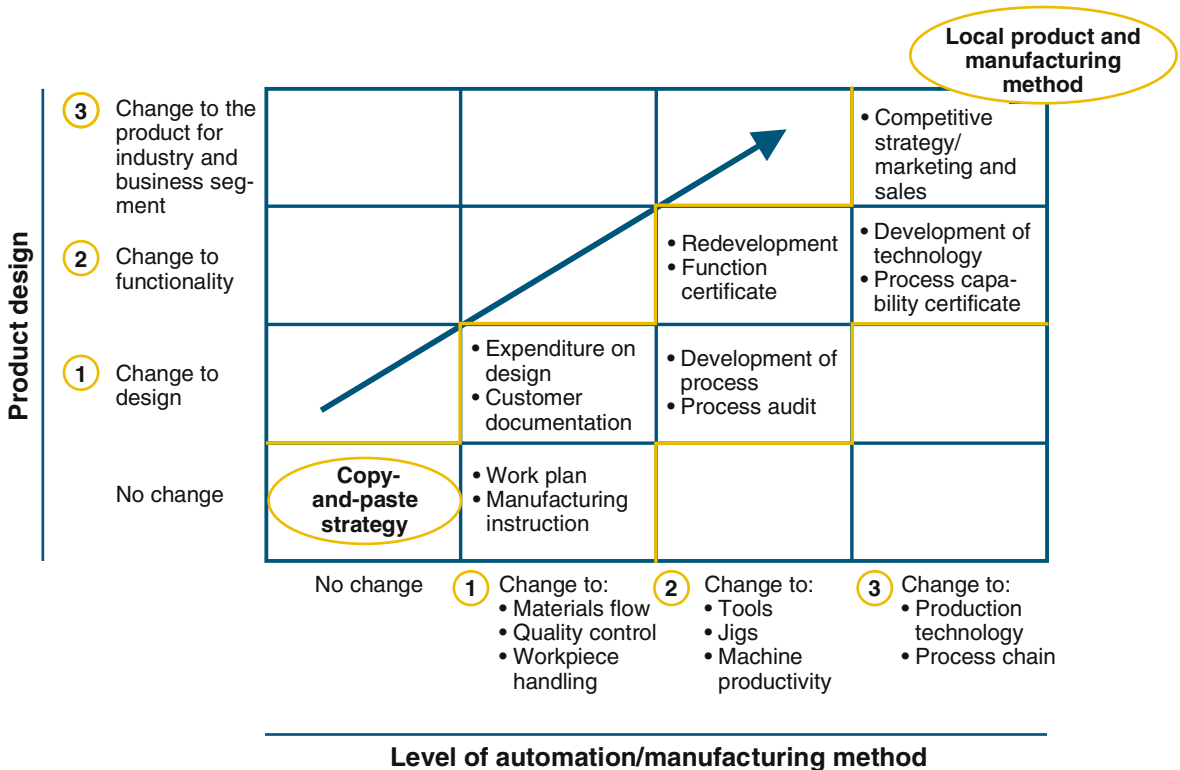 Local product and
manufacturing
method
Product design
3
Change to the
product for
industry and
business seg-
ment
• Competitive
strategy/
marketing and
sales
2
Change to
functionality
• Redevelopment
• Function
certificate
• Development of
technology
• Process capa-
bility certificate
1
Change to
design
• Expenditure on
design
• Customer
documentation
• Development of
process
• Process audit
No change
Copy-
and-paste
strategy
• Work plan
• Manufacturing
instruction
No change
1
Change to:
• Materials flow
• Quality control
• Workpiece
handling
2
Change to:
• Tools
• Jigs
• Machine
productivity
3
Change to:
• Production
technology
• Process chain
Level of automation/manufacturing method